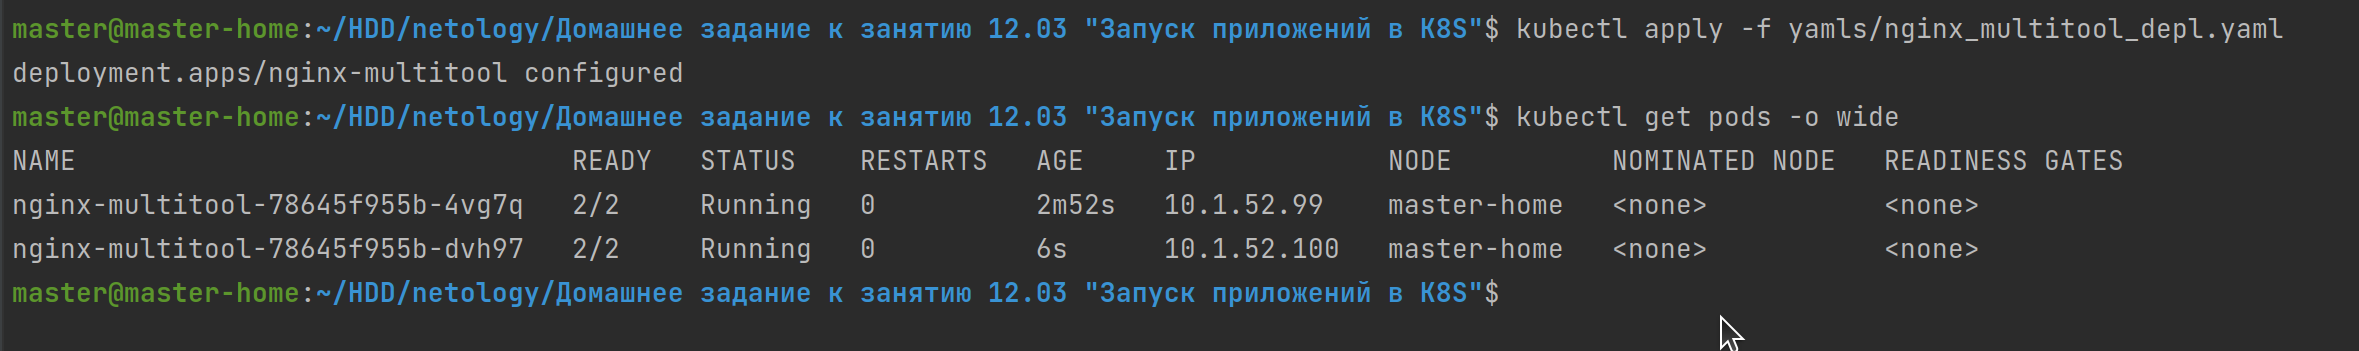 master@master-home:~/HDD/netology/Домашнее задание к занятию 12.03 "Запуск приложений в K8S"$ kubectl apply -f yamls/nginx_multitool_depl.yaml
deployment.apps/nginx-multitool configured
master@master-home:~/HDD/netology/Домашнее задание к занятию 12.03 "Запуск приложений в K8S"$ kubectl get pods -o wide
NAME                               READY   STATUS    RESTARTS   AGE     IP            NODE          NOMINATED NODE   READINESS GATES
nginx-multitool-78645f955b-4vg7q   2/2     Running   0          2m52s   10.1.52.99    master-home   <none>           <none>
nginx-multitool-78645f955b-dvh97   2/2     Running   0          6s      10.1.52.100   master-home   <none>           <none>
master@master-home:~/HDD/netology/Домашнее задание к занятию 12.03 "Запуск приложений в K8S"$